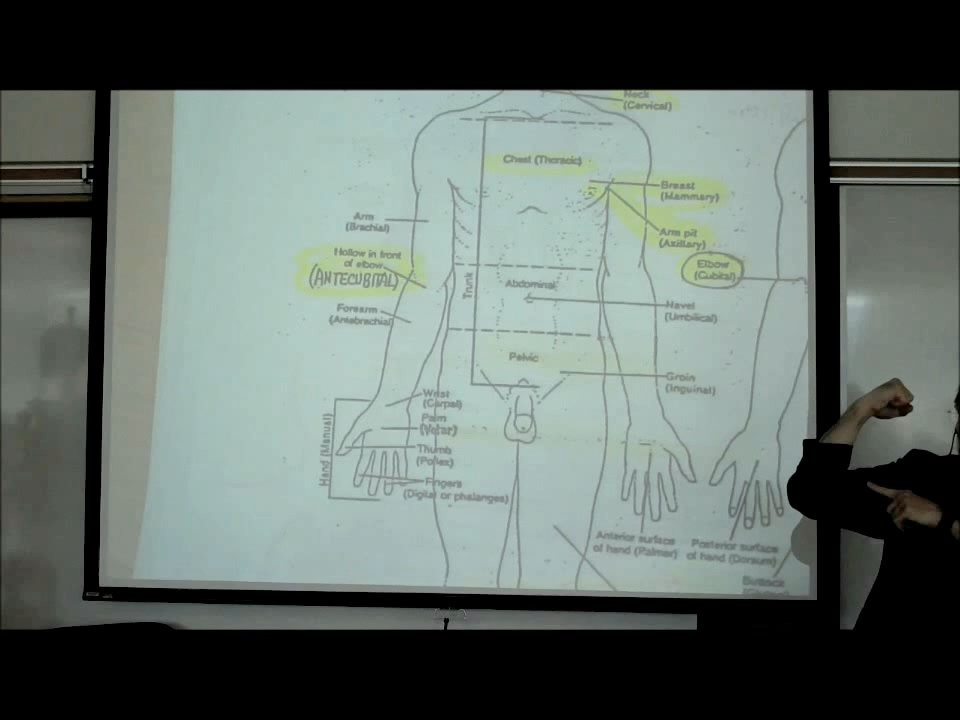 Neck
(Cervical)
Chest (Thoracic)
Breast
(Mammary)
Arm
(Brachial)
Arm pit
(Axillary)
Hollow in front
of elbow
(ANTECUBITAL)
Elbow
(Cubital)
Trunk
Abdominal
Navel
(Umbilical)
Forearm
Pelvic
Groin
(Inguinal)
Wrist
(Carpal)
Palm
(Volar)
Hand (Manual)
Thumb
(Pollex)
Fingers
(Digital or phalanges)
Anterior surface
of hand (Palmar)
Posterior surface
of hand (Dorsum)
Buttock